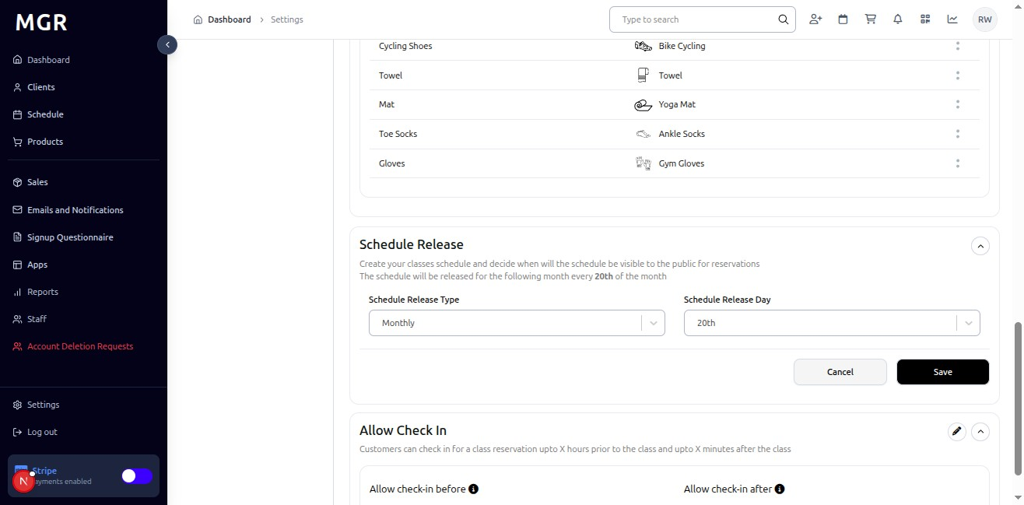 MGR
Dashboard
Clients
Schedule
Products
Sales
Emails and Notifications
Signup Questionnaire
Apps
Reports
Staff
Account Deletion Requests
Settings
Log out
Stripe
ayments enabled
N
Dashboard > Settings
Type to search
RW
Cycling Shoes Bike Cycling
Towel Towel
Mat Yoga Mat
Toe Socks Ankle Socks
Gloves Gym Gloves
Schedule Release
Create your classes schedule and decide when will the schedule be visible to the public for reservations
The schedule will be released for the following month every 20th of the month
Schedule Release Type Schedule Release Day
Monthly 20th
Cancel Save
Allow Check In
Customers can check in for a class reservation upto X hours prior to the class and upto X minutes after the class
Allow check-in before Allow check-in after